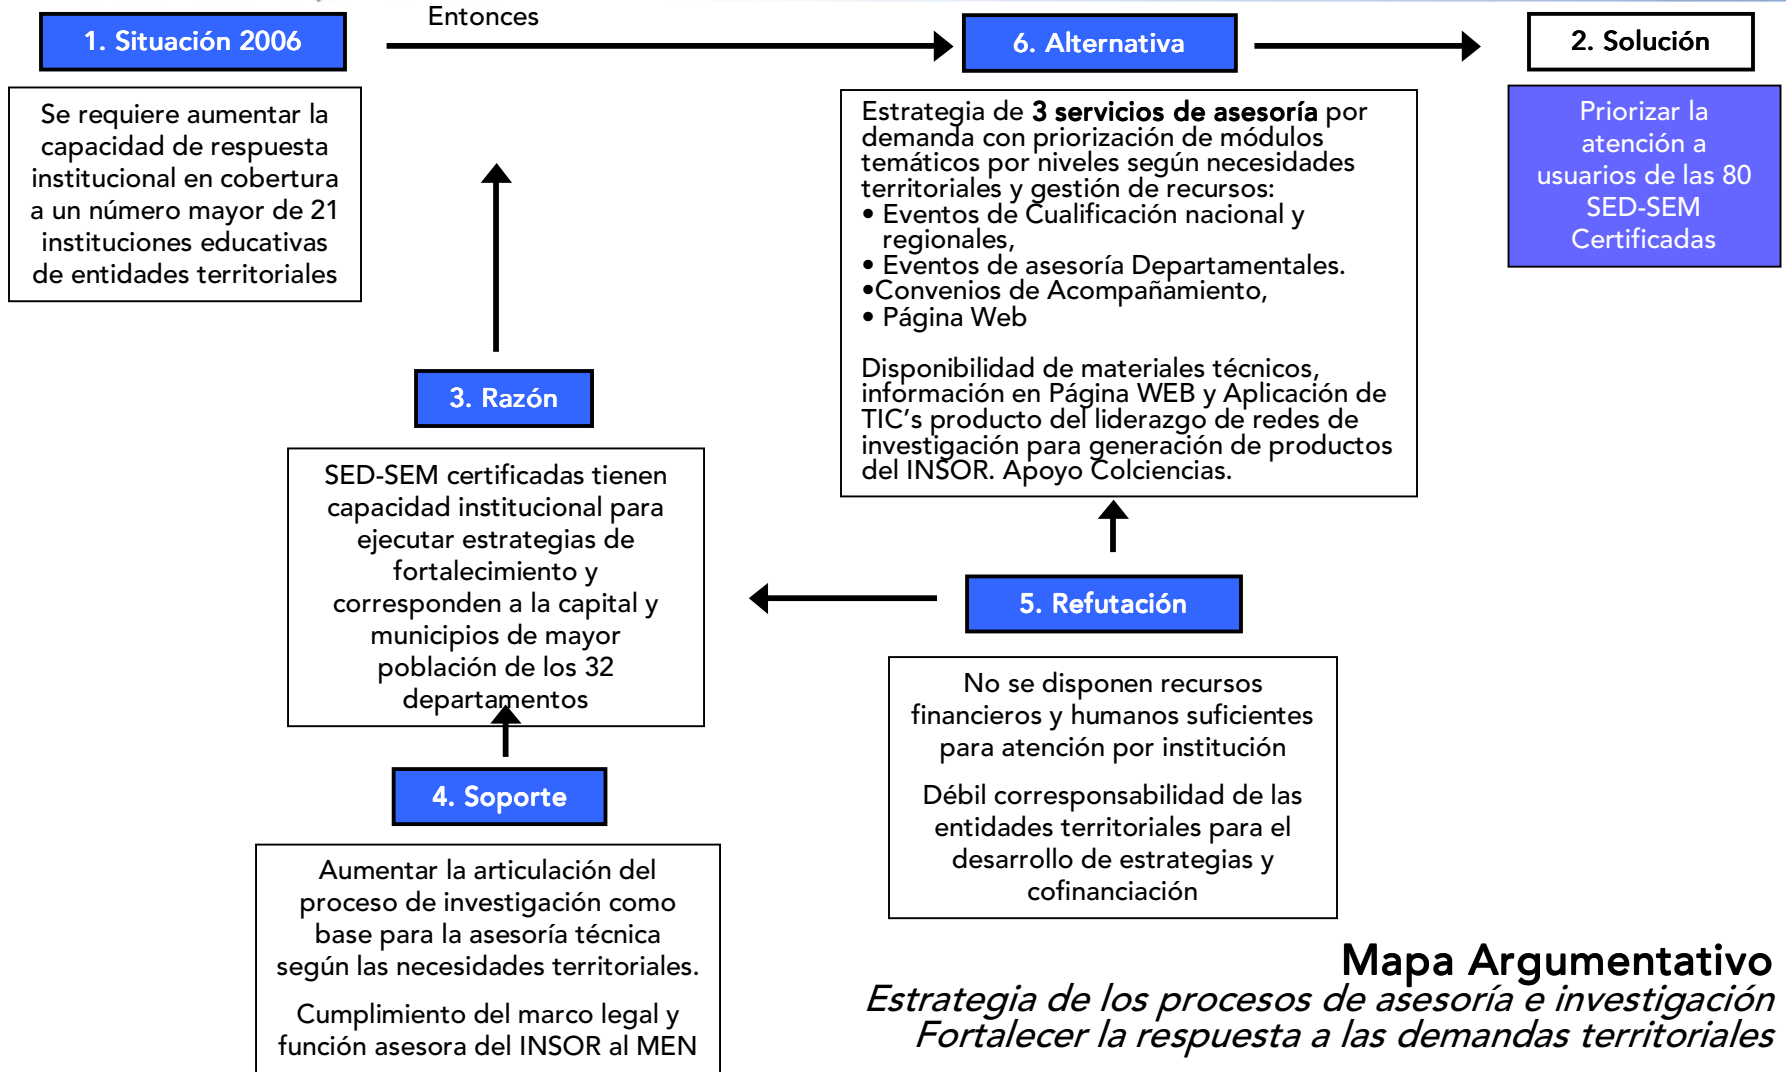 Entonces
1. Situación 2006
Se requiere aumentar la
capacidad de respuesta
institucional en cobertura
a un número mayor de 21
instituciones educativas
de entidades territoriales
6. Alternativa
Estrategia de 3 servicios de asesoría por
demanda con priorización de módulos
temáticos por niveles según necesidades
territoriales y gestión de recursos:
• Eventos de Cualificación nacional y
regionales,
• Eventos de asesoría Departamentales.
•Convenios de Acompañamiento,
• Página Web
Disponibilidad de materiales técnicos,
información en Página WEB y Aplicación de
TIC’s producto del liderazgo de redes de
investigación para generación de productos
del INSOR. Apoyo Colciencias.
2. Solución
Priorizar la
atención a
usuarios de las 80
SED-SEM
Certificadas
3. Razón
SED-SEM certificadas tienen
capacidad institucional para
ejecutar estrategias de
fortalecimiento y
corresponden a la capital y
municipios de mayor
población de los 32
departamentos
5. Refutación
No se disponen recursos
financieros y humanos suficientes
para atención por institución
Débil corresponsabilidad de las
entidades territoriales para el
desarrollo de estrategias y
cofinanciación
4. Soporte
Aumentar la articulación del
proceso de investigación como
base para la asesoría técnica
según las necesidades territoriales.
Cumplimiento del marco legal y
función asesora del INSOR al MEN
Mapa Argumentativo
Estrategia de los procesos de asesoría e investigación
Fortalecer la respuesta a las demandas territoriales